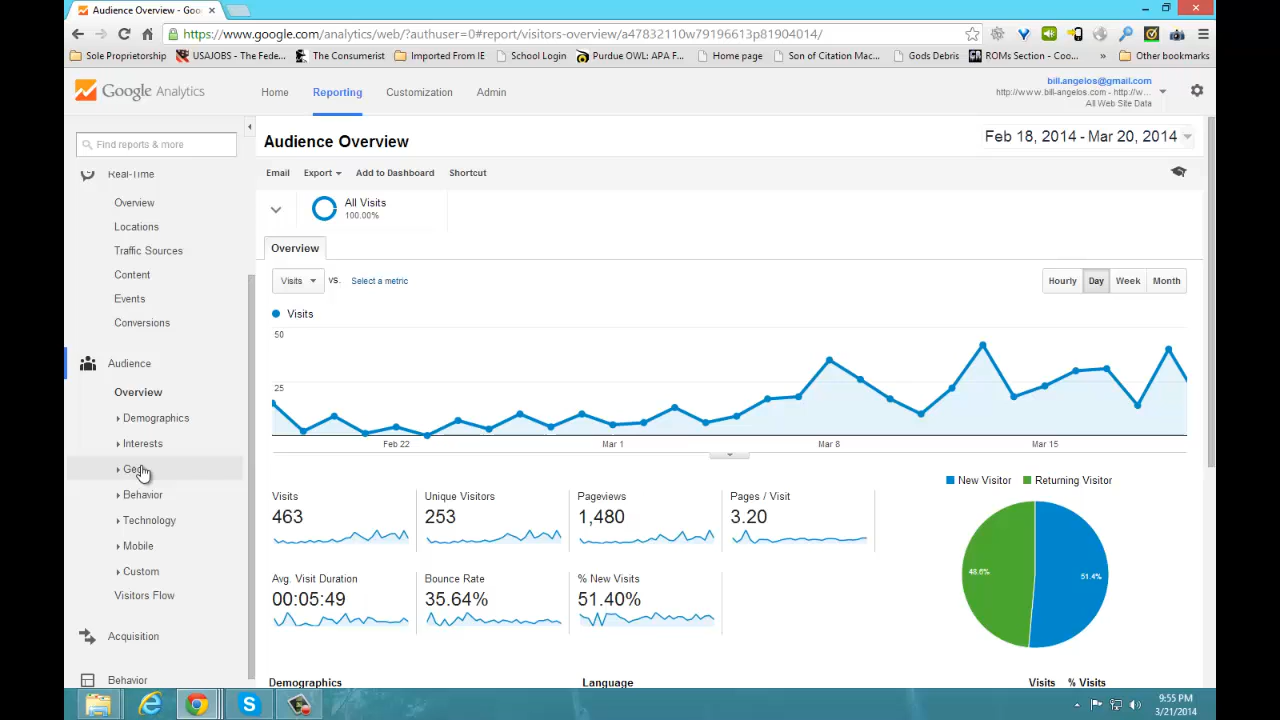 Audience Overview - Goo
https://www.google.com/analytics/web/?authuser=0#report/visitors-overview/a47832110w79196613p81904014/
Sole Proprietorship
USAJOBS - The Fede...
The Consumerist
Imported From IE
School Login
Purdue OWL: APA F...
Home page
Son of Citation Mac...
Gods Debris
ROMs Section - Coo...
»
Other bookmarks
Google Analytics
Home
Reporting
Customization
Admin
bill.angelos@gmail.com
http://www.bill-angelos.com - http://w...
All Web Site Data
Find reports & more
Audience Overview
Feb 18, 2014 - Mar 20, 2014
Email
Export
Add to Dashboard
Shortcut
All Visits
100.00%
Real-Time
Overview
Locations
Traffic Sources
Content
Events
Conversions
Audience
Overview
Demographics
Interests
Behavior
Technology
Mobile
Custom
Visitors Flow
Acquisition
Behavior
Overview
Visits
vs.
Select a metric
Hourly
Day
Week
Month
Visits
50
25
Feb 22
Mar 1
Mar 8
Mar 15
Visits
463
Unique Visitors
253
Pageviews
1,480
Pages / Visit
3.20
Avg. Visit Duration
00:05:49
Bounce Rate
35.64%
% New Visits
51.40%
New Visitor
Returning Visitor
48.6%
51.4%
Demographics
Language
Visits
% Visits
9:55 PM
3/21/2014